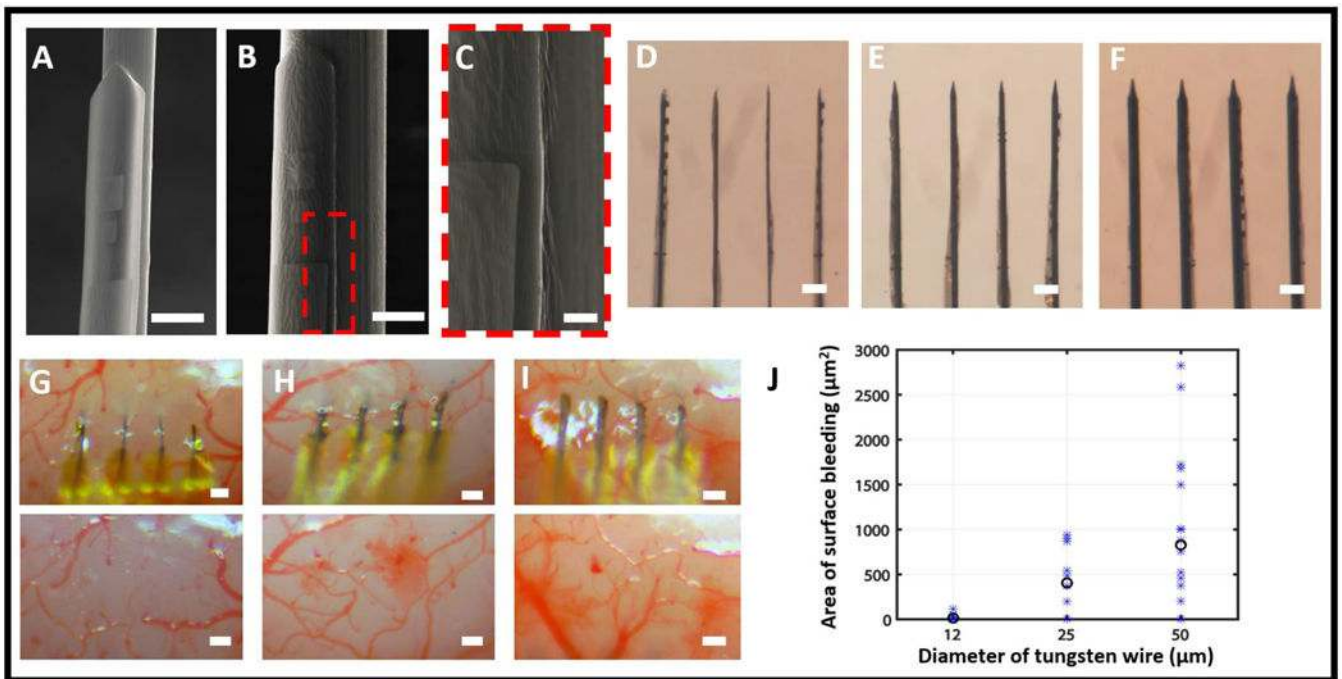 A
B
C
D
E
F
G
H
I
J
3000
2500
2000
1500
1000
500
0
12
25
50
Area of surface bleeding (µm²)
Diameter of tungsten wire (µm)